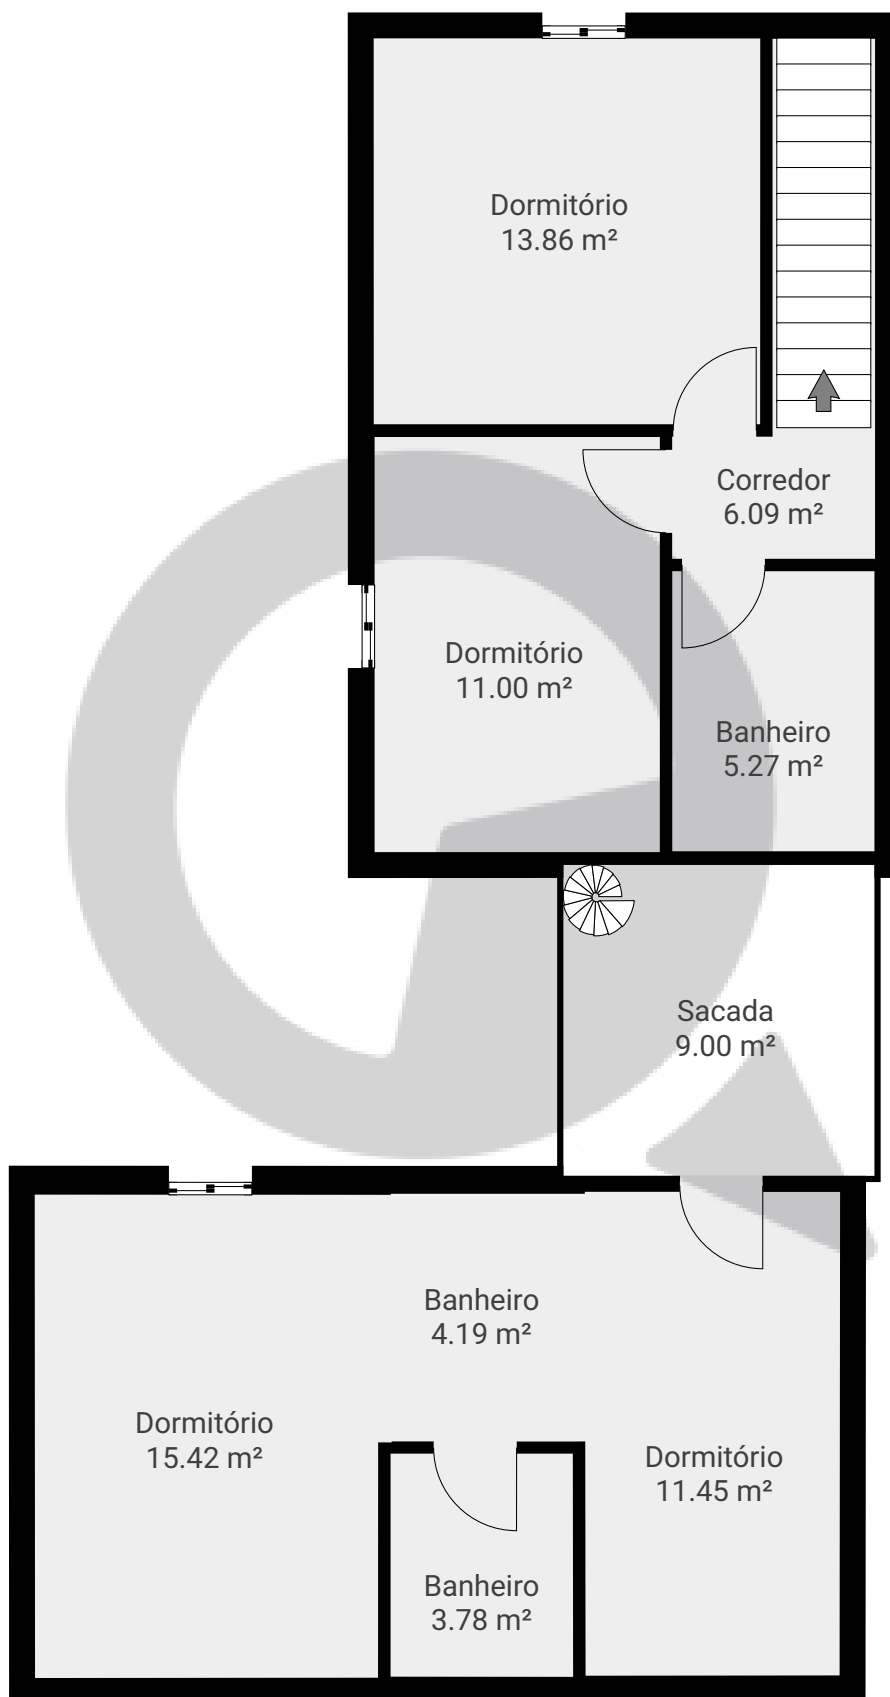 Dormitório
13.86 m²
Corredor
6.09 m²
Dormitório
11.00 m²
Banheiro
5.27 m²
Sacada
9.00 m²
Banheiro
4.19 m²
Dormitório
15.42 m²
Dormitório
11.45 m²
Banheiro
3.78 m²